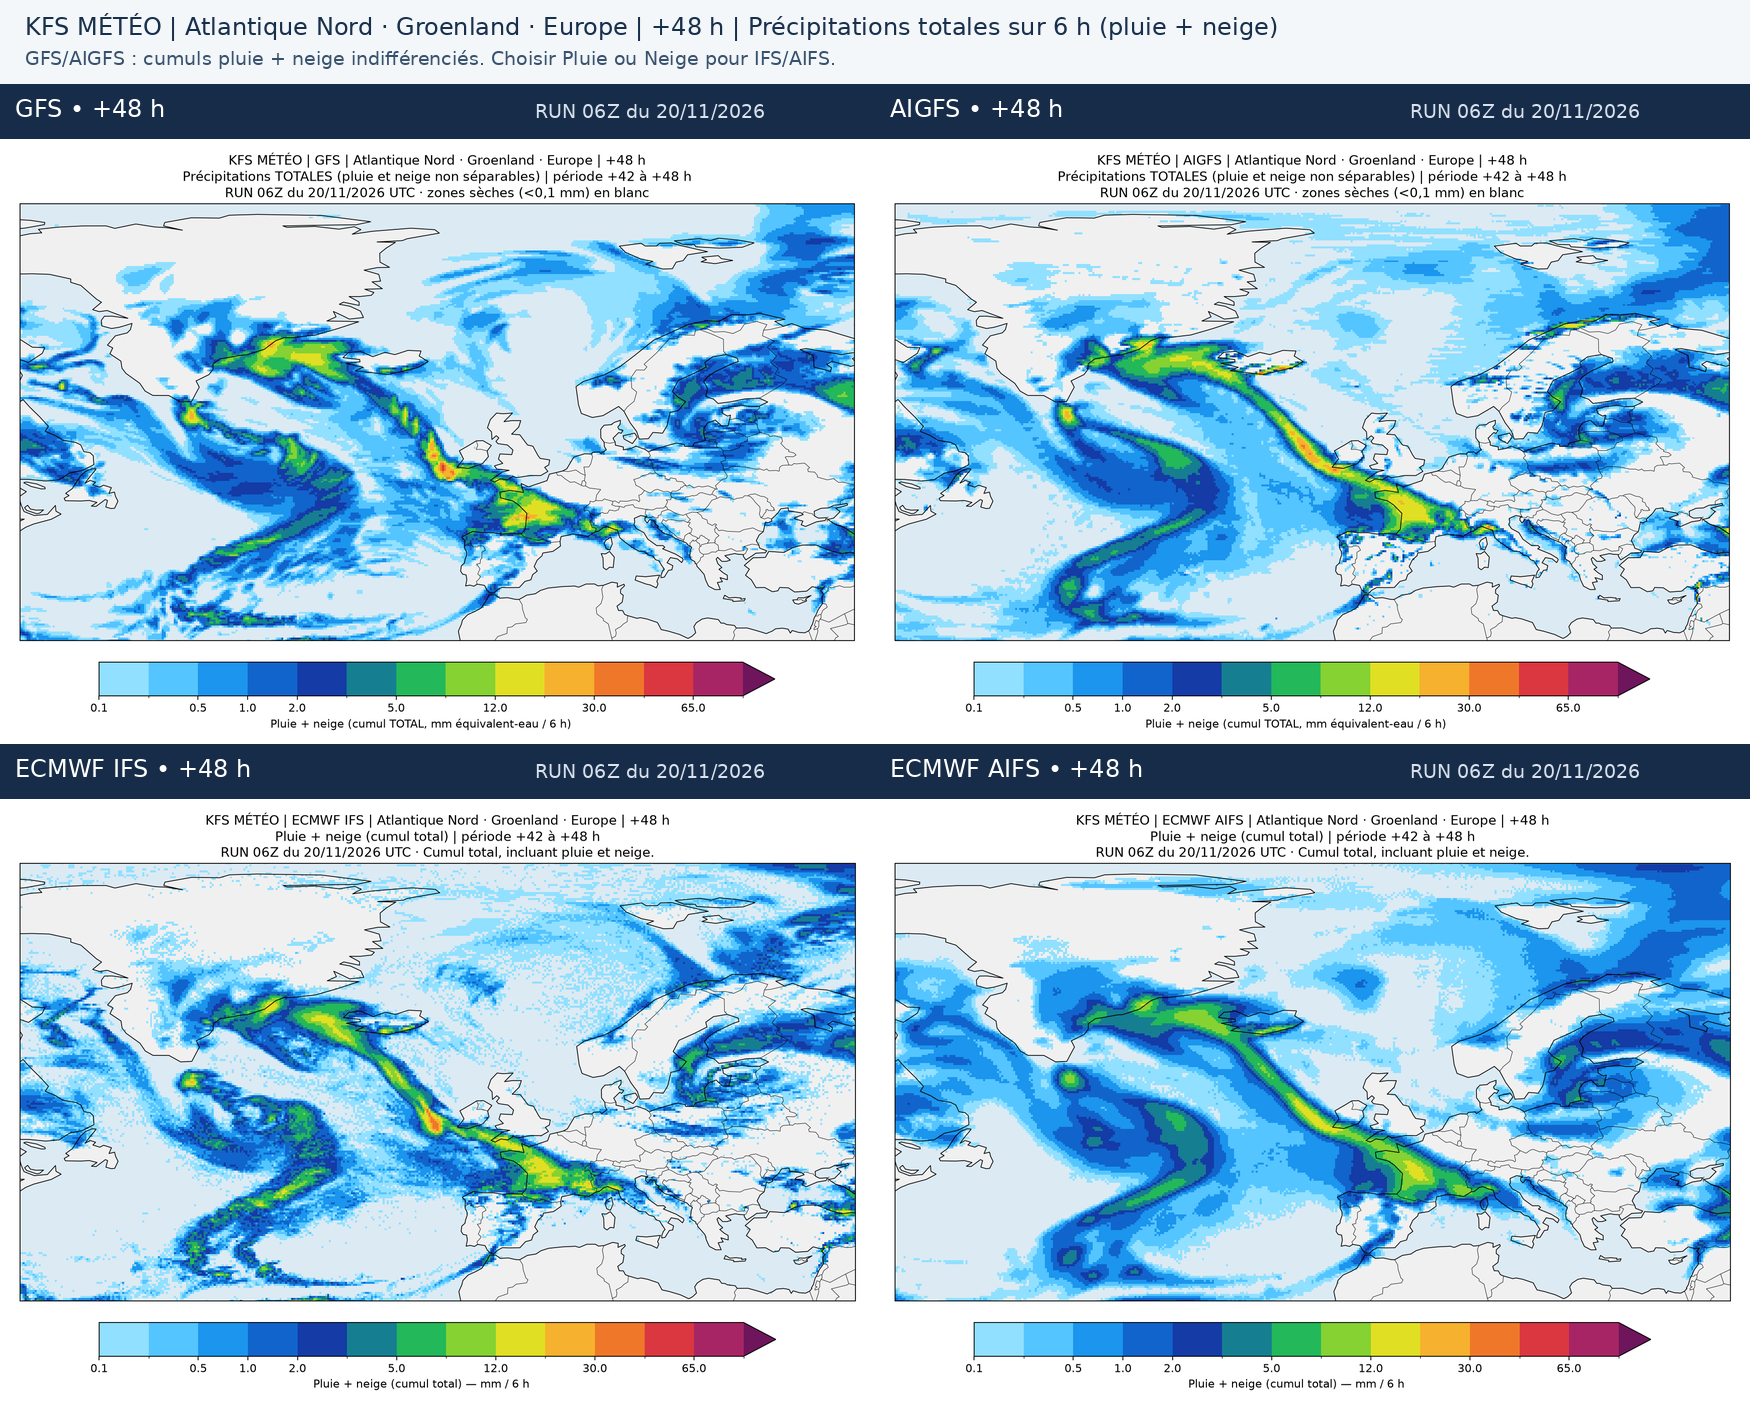 KFS MÉTÉO | Atlantique Nord · Groenland · Europe | +48 h | Précipitations totales sur 6 h (pluie + neige)
GFS/AIGFS : cumuls pluie + neige indifférenciés. Choisir Pluie ou Neige pour IFS/AIFS.
GFS • +48 h
RUN 06Z du 20/11/2026
AIGFS • +48 h
RUN 06Z du 20/11/2026
KFS MÉTÉO | GFS | Atlantique Nord · Groenland · Europe | +48 h
Précipitations TOTALES (pluie et neige non séparables) | période +42 à +48 h
RUN 06Z du 20/11/2026 UTC · zones sèches (<0,1 mm) en blanc
KFS MÉTÉO | AIGFS | Atlantique Nord · Groenland · Europe | +48 h
Précipitations TOTALES (pluie et neige non séparables) | période +42 à +48 h
RUN 06Z du 20/11/2026 UTC · zones sèches (<0,1 mm) en blanc
0.1 0.5 1.0 2.0 5.0 12.0 30.0 65.0
Pluie + neige (cumul TOTAL, mm équivalent-eau / 6 h)
0.1 0.5 1.0 2.0 5.0 12.0 30.0 65.0
Pluie + neige (cumul TOTAL, mm équivalent-eau / 6 h)
ECMWF IFS • +48 h
RUN 06Z du 20/11/2026
ECMWF AIFS • +48 h
RUN 06Z du 20/11/2026
KFS MÉTÉO | ECMWF IFS | Atlantique Nord · Groenland · Europe | +48 h
Pluie + neige (cumul total) | période +42 à +48 h
RUN 06Z du 20/11/2026 UTC · Cumul total, incluant pluie et neige.
KFS MÉTÉO | ECMWF AIFS | Atlantique Nord · Groenland · Europe | +48 h
Pluie + neige (cumul total) | période +42 à +48 h
RUN 06Z du 20/11/2026 UTC · Cumul total, incluant pluie et neige.
0.1 0.5 1.0 2.0 5.0 12.0 30.0 65.0
Pluie + neige (cumul total) — mm / 6 h
0.1 0.5 1.0 2.0 5.0 12.0 30.0 65.0
Pluie + neige (cumul total) — mm / 6 h